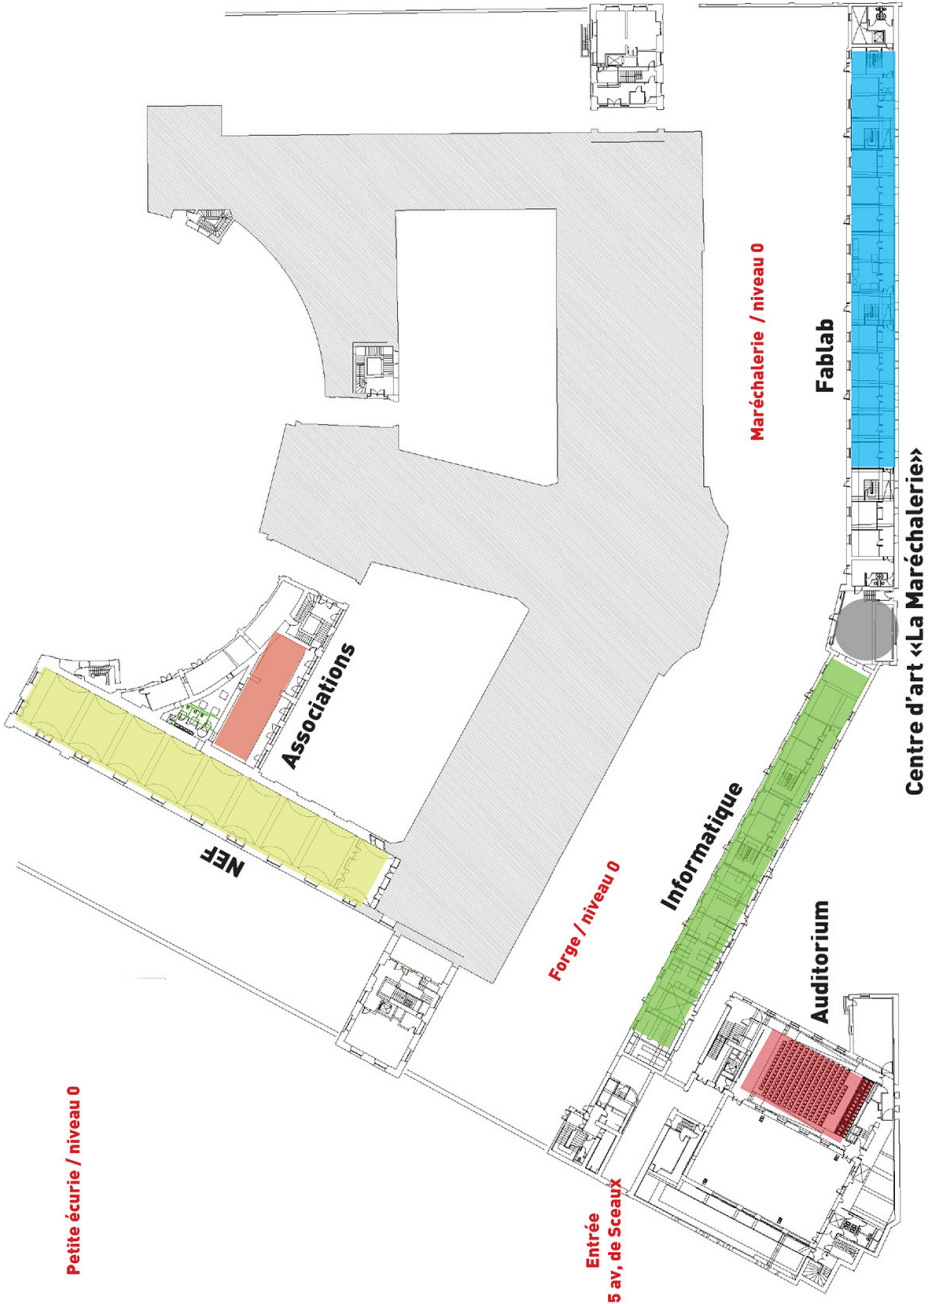 Maréchalerie / niveau 0
Fablab
Centre d'art «La Maréchalerie»
Associations
NEF
Informatique
Forge / niveau 0
Auditorium
Petite écurie / niveau 0
Entrée
5 av, de Sceaux